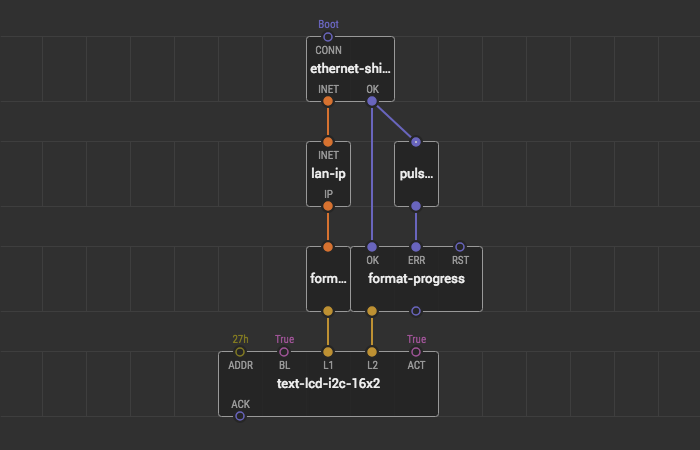 Boot
CONN
ethernet-shi...
INET OK
INET
lan-ip
puls...
IP
OK ERR RST
form...
format-progress
27h True True
ADDR BL L1 L2 ACT
text-lcd-i2c-16x2
ACK